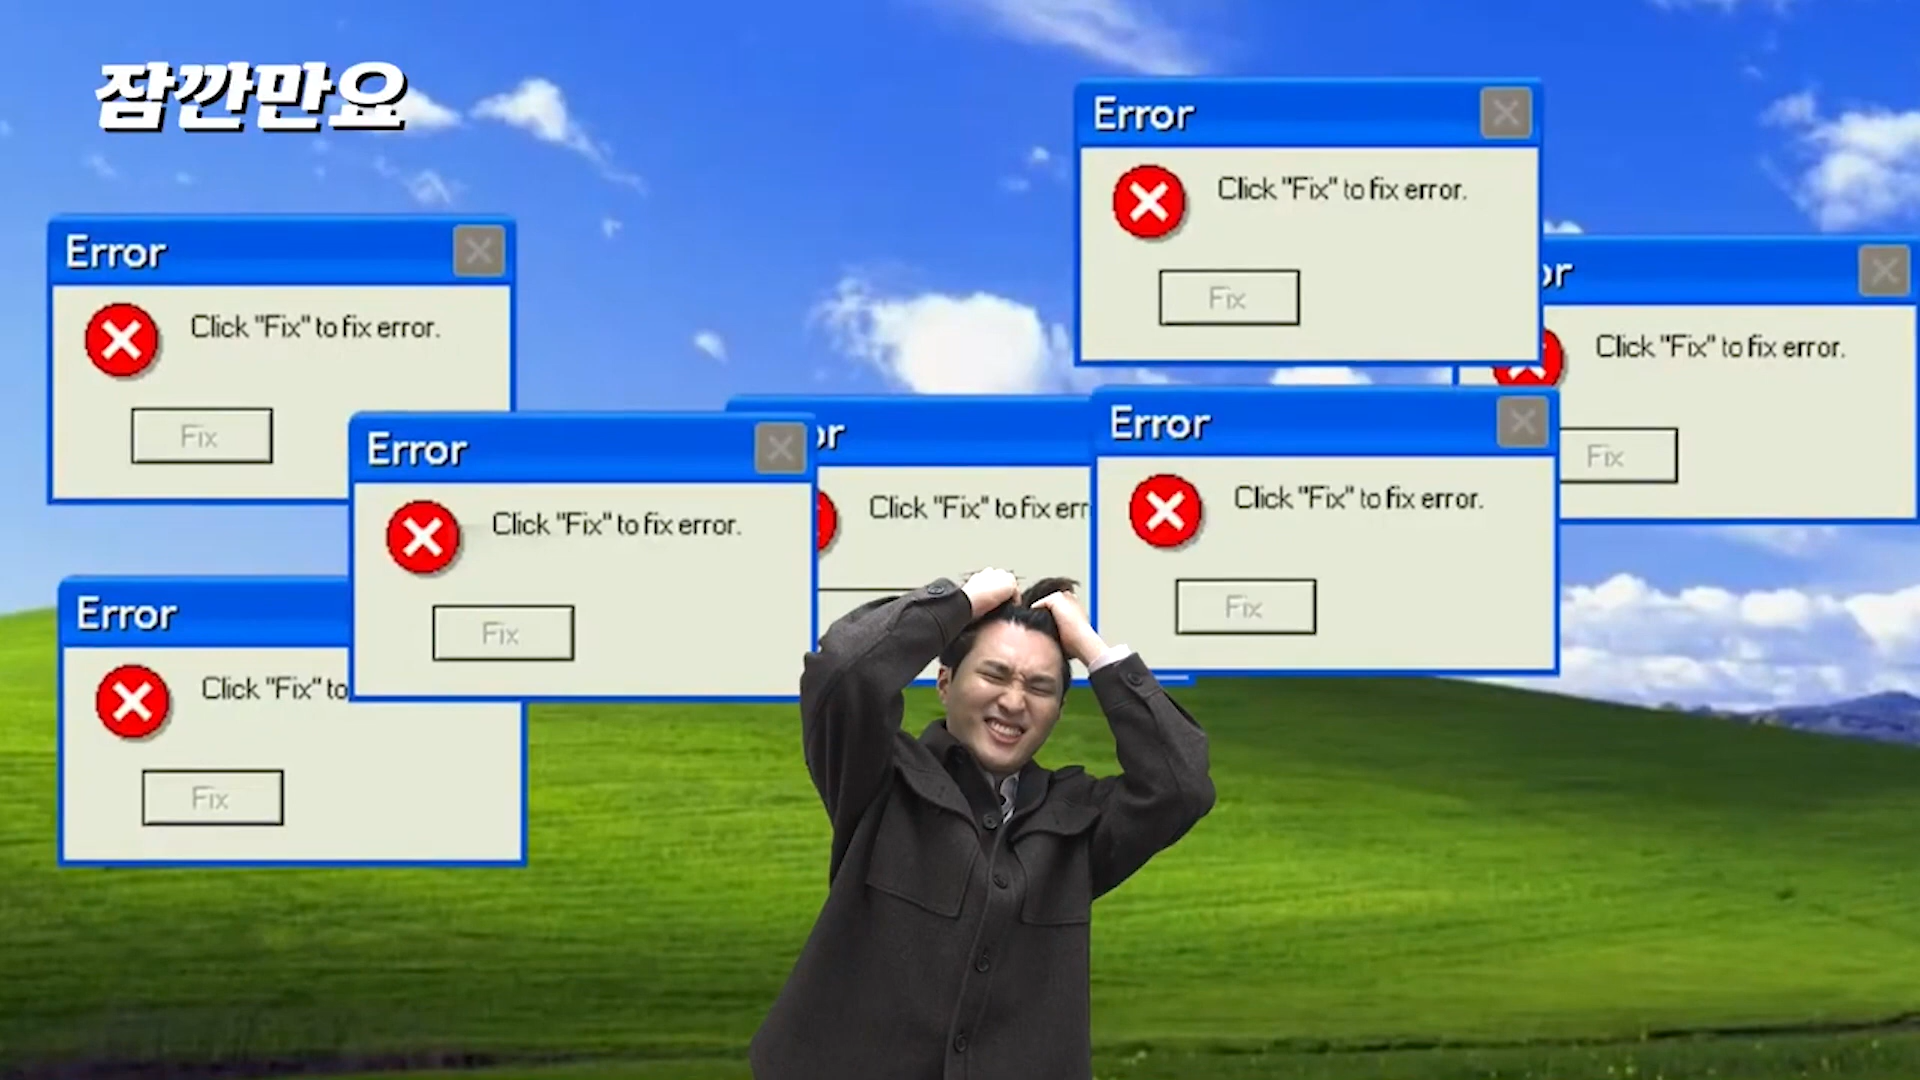 잠깐만요
Error
Click "Fix" to fix error.
Fix
Error
Click "Fix" to fix error.
Fix
Error
Click "Fix" to
Fix
or
Click "Fix" to fix err
Error
Click "Fix" to fix error.
Fix
Error
Click "Fix" to fix error.
Fix
or
Click "Fix" to fix error.
Fix